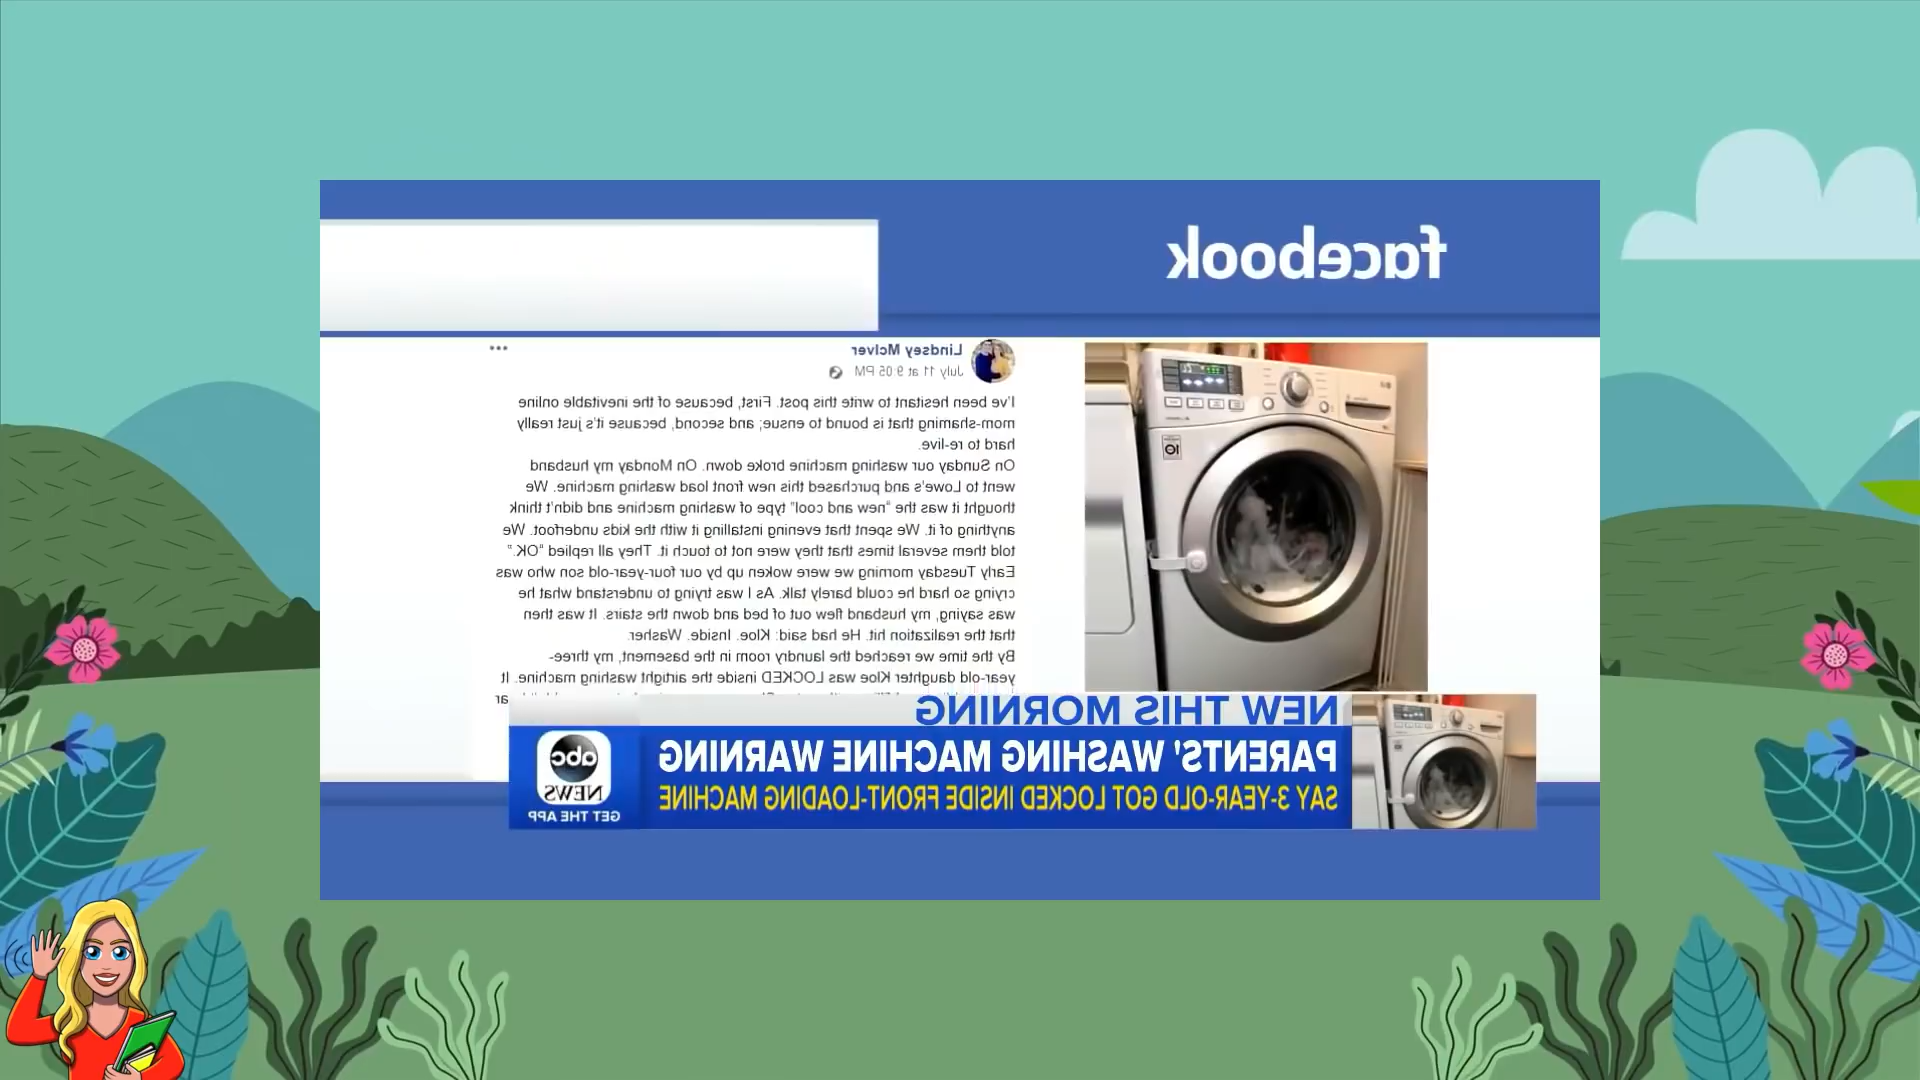 facebook
Lindsey McIver
July 11 at 9:05 PM
I've been hesitant to write this post. First, because of the inevitable online
mom-shaming that is bound to ensue; and second, because it's just really
hard to re-live.
On Sunday our washing machine broke down. On Monday my husband
went to Lowe's and purchased this new front load washing machine. We
thought it was the "new and cool" type of washing machine and didn't think
anything of it. We spent that evening installing it with the kids underfoot. We
told them several times that they were not to touch it. They all replied "OK."
Early Tuesday morning we were woken up by our four-year-old son who was
crying so hard he could barely talk. As I was trying to understand what he
was saying, my husband flew out of bed and down the stairs. It was then
that the realization hit. He had said: Kloe. Inside. Washer.
By the time we reached the laundry room in the basement, my three-
year-old daughter Kloe was LOCKED inside the airtight washing machine. It
NEW THIS MORNING
PARENTS' WASHING MACHINE WARNING
SAY 3-YEAR-OLD GOT LOCKED INSIDE FRONT-LOADING MACHINE
abc
NEWS
GET THE APP